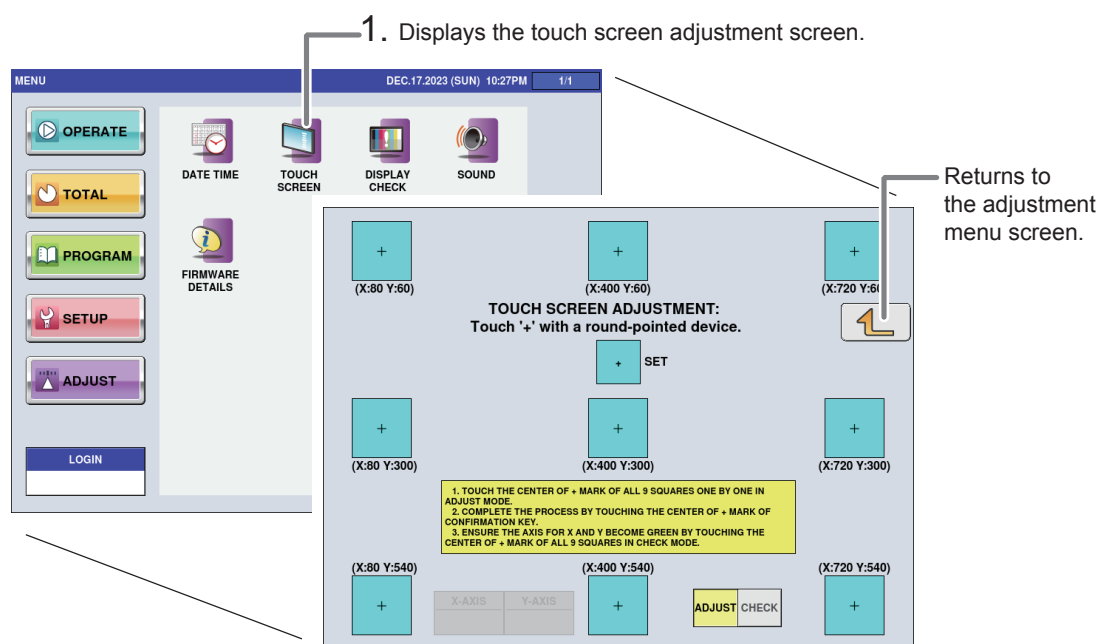 1. Displays the touch screen adjustment screen.
MENU
DEC.17.2023 (SUN) 10:27PM
1/1
OPERATE
TOTAL
PROGRAM
SETUP
ADJUST
LOGIN
DATE TIME
TOUCH
SCREEN
DISPLAY
CHECK
SOUND
FIRMWARE
DETAILS
Returns to
the adjustment
menu screen.
+
+
+
(X:80 Y:60)
(X:400 Y:60)
(X:720 Y:60)
TOUCH SCREEN ADJUSTMENT:
Touch '+' with a round-pointed device.
+ SET
+
+
+
(X:80 Y:300)
(X:400 Y:300)
(X:720 Y:300)
1. TOUCH THE CENTER OF + MARK OF ALL 9 SQUARES ONE BY ONE IN
ADJUST MODE.
2. COMPLETE THE PROCESS BY TOUCHING THE CENTER OF + MARK OF
CONFIRMATION KEY.
3. ENSURE THE AXIS FOR X AND Y BECOME GREEN BY TOUCHING THE
CENTER OF + MARK OF ALL 9 SQUARES IN CHECK MODE.
(X:80 Y:540)
(X:400 Y:540)
(X:720 Y:540)
+
X-AXIS
Y-AXIS
+
ADJUST
CHECK
+